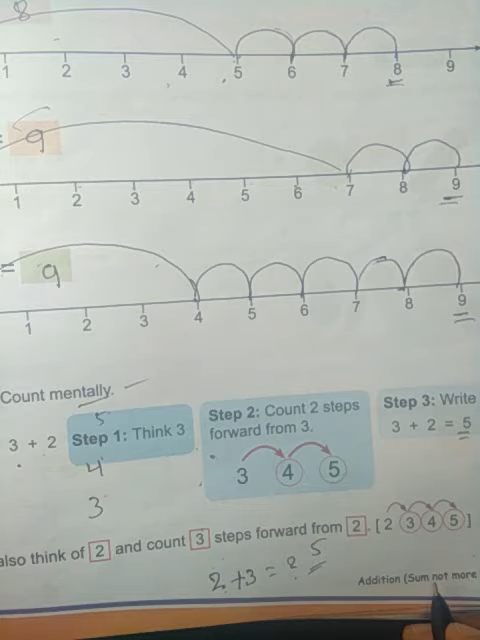 8
1 2 3 4 5 6 7 8 9
= 9
1 2 3 4 5 6 7 8 9
= 9
1 2 3 4 5 6 7 8 9
Count mentally.
3 + 2
5
4
3
Step 1: Think 3
Step 2: Count 2 steps
forward from 3.
3 4 5
Step 3: Write
3 + 2 = 5
also think of 2 and count 3 steps forward from 2. [2 3 4 5]
2 + 3 = ? 5
Addition (Sum not more